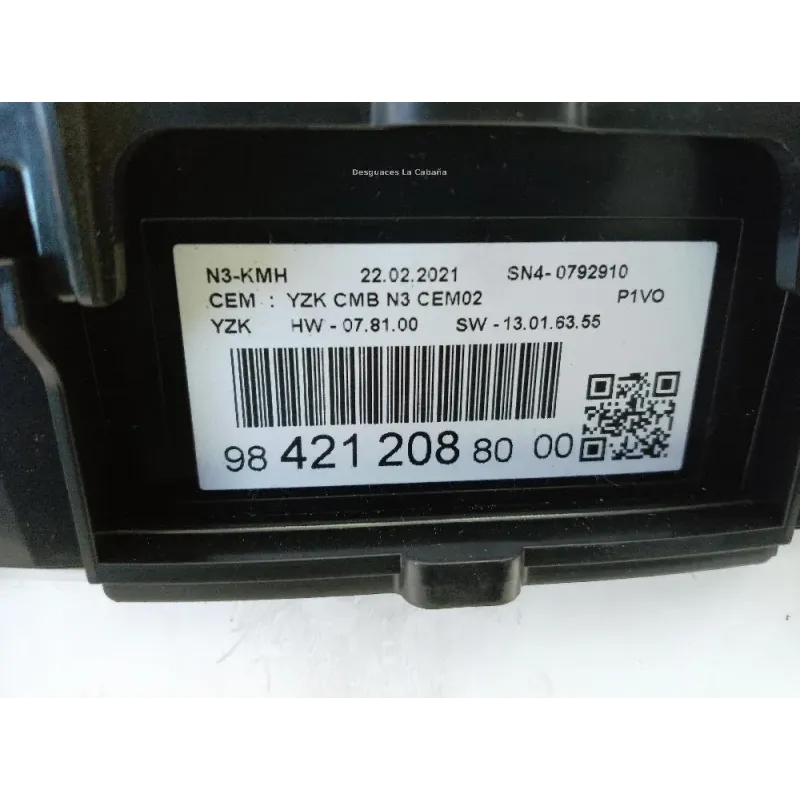 Desguaces La Cabaña
N3-KMH 22.02.2021 SN4-0792910
CEM : YZK CMB N3 CEM02 P1VO
YZK HW - 07.81.00 SW - 13.01.63.55
98 421 208 80 00